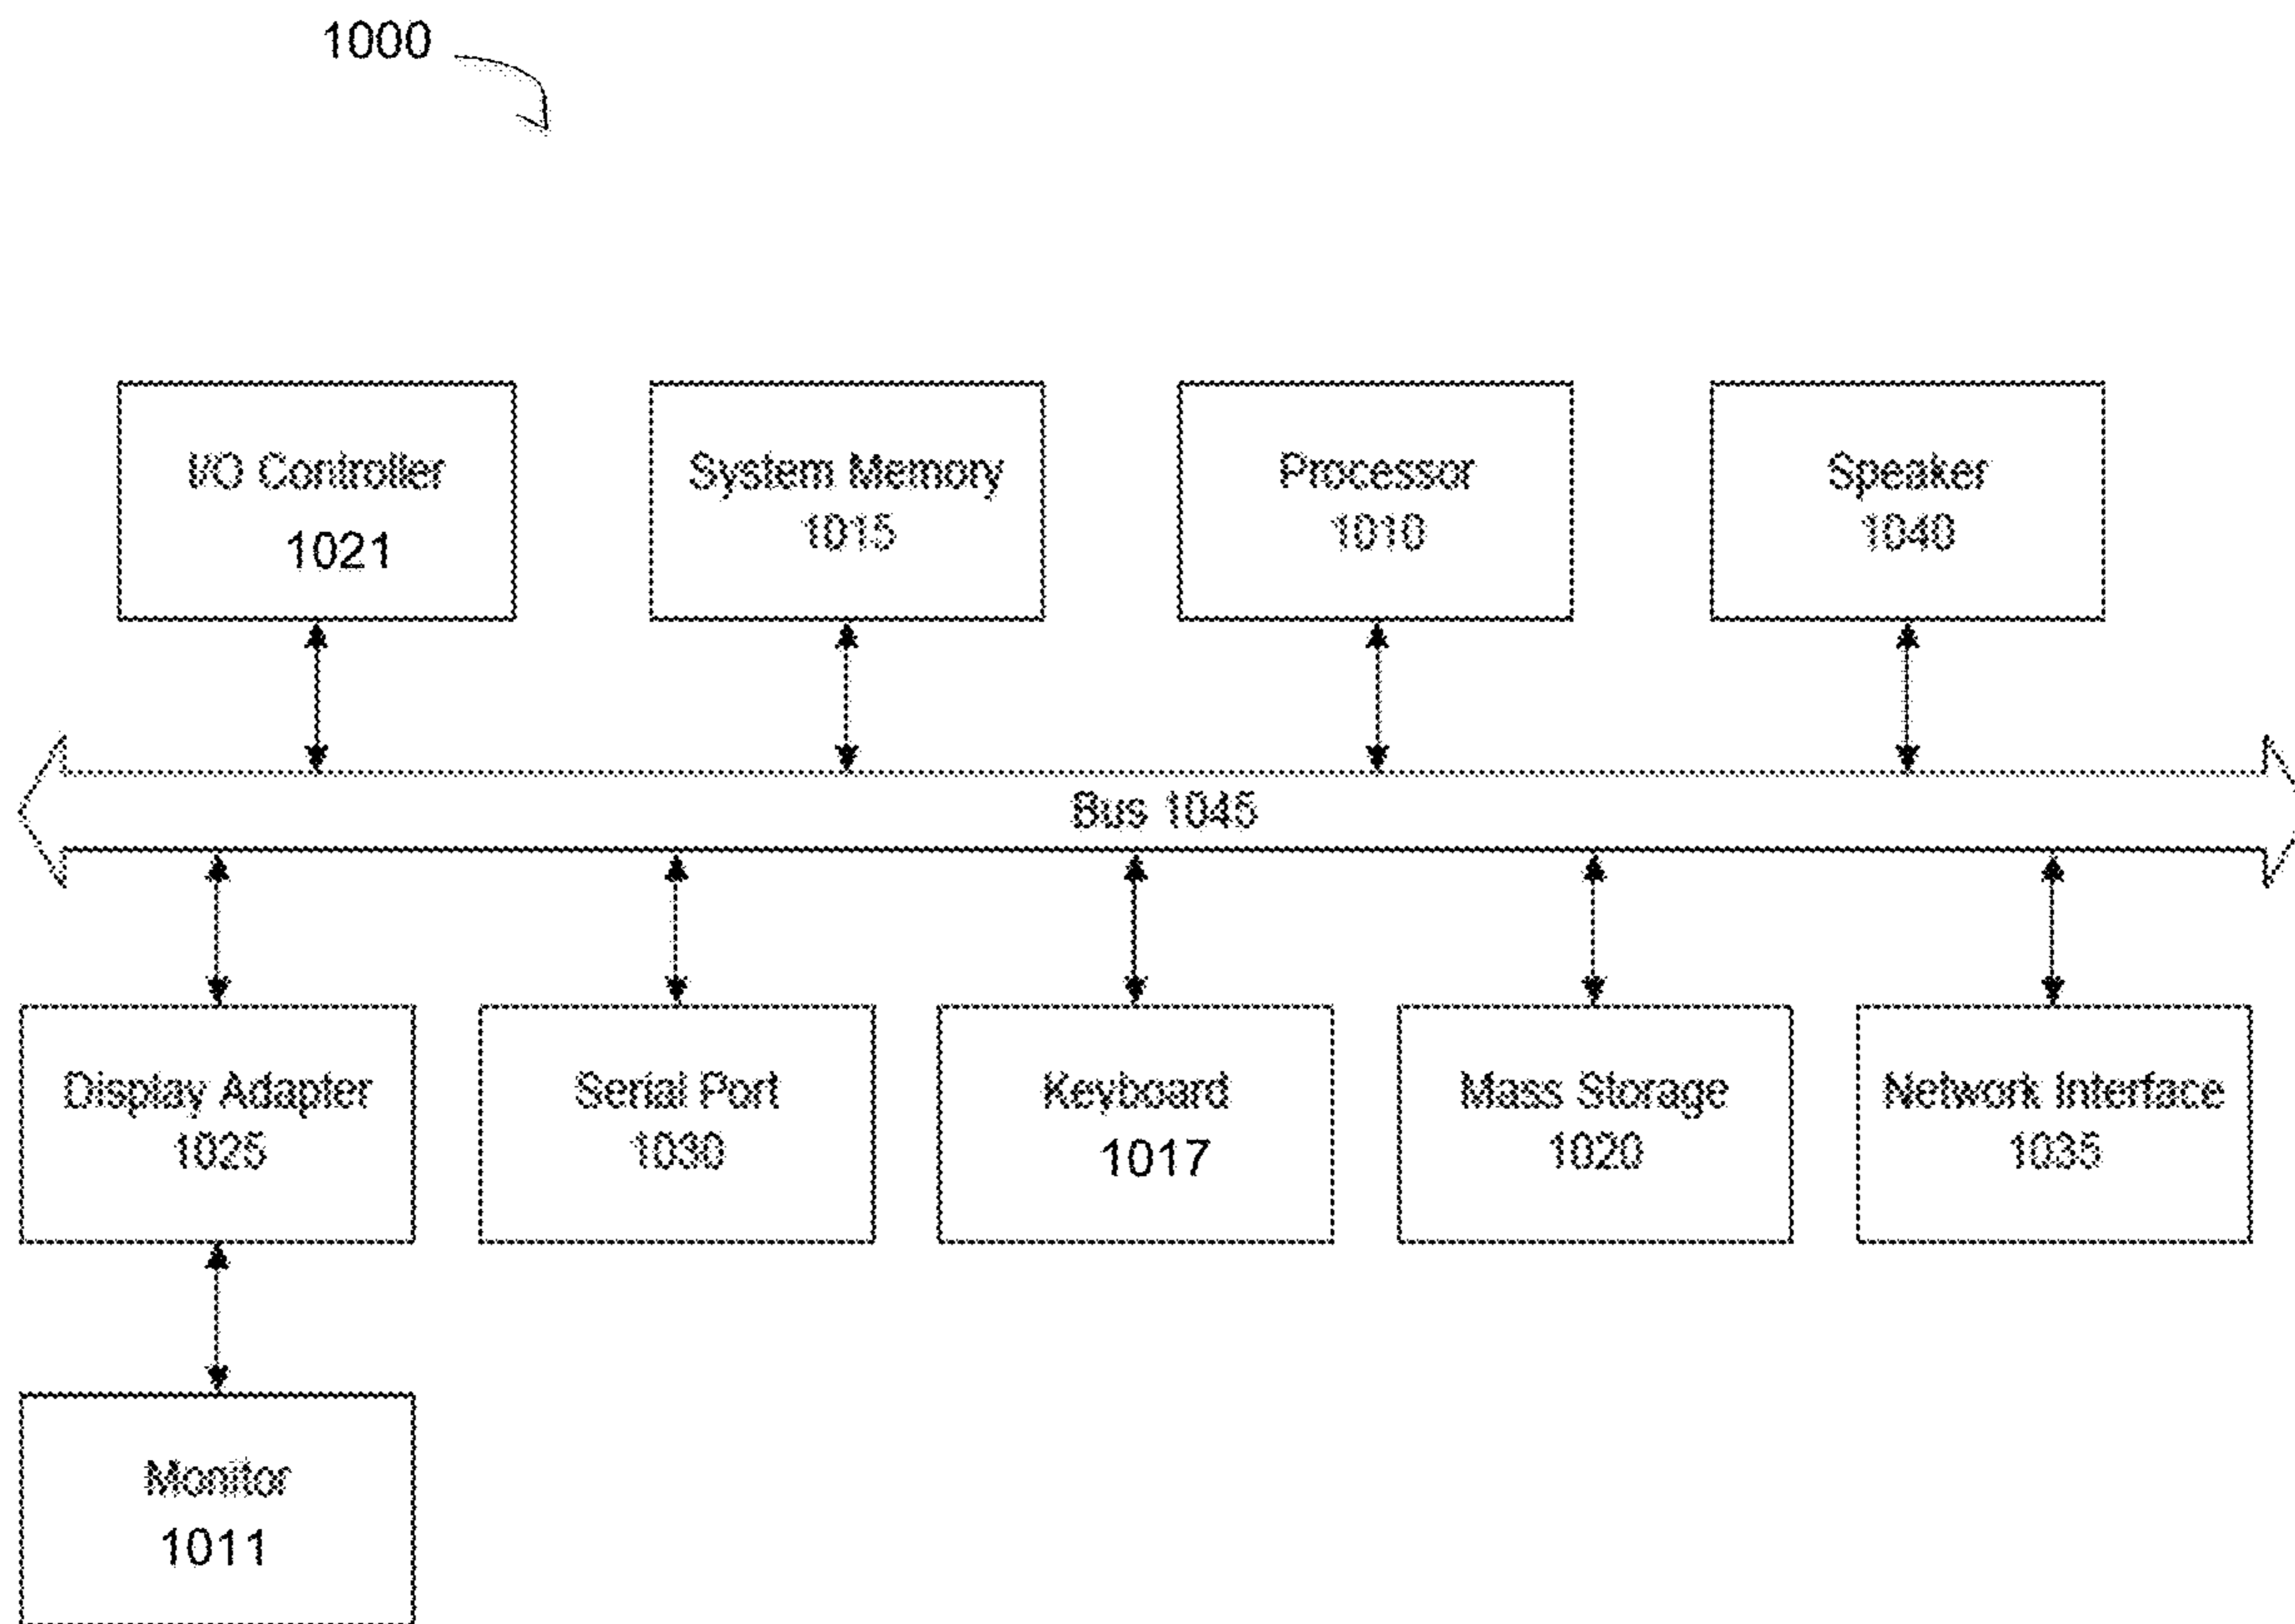 1000
I/O Controller
1021
System Memory
1015
Processor
1010
Speaker
1040
Bus 1045
Display Adapter
1025
Serial Port
1030
Keyboard
1017
Mass Storage
1020
Network Interface
1035
Monitor
1011